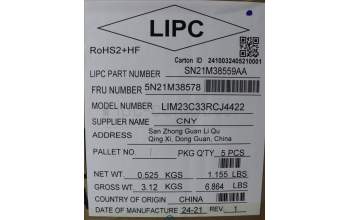 LIPC
RoHS2+HF
Carton ID 2410032405210001
LIPC PART NUMBER SN21M38559AA
FRU NUMBER 5N21M38578
MODEL NUMBER LIM23C33RCJ4422
SUPPLIER NAME CNY
ADDRESS San Zhong Li Qu
Qing Xi, Dong Guan, China
PALLET NO / PKG Q'TY 5 PCS
NET WT. 0.525 KGS 1.155 LBS
GROSS WT. 3.12 KGS 6.864 LBS
COUNTRY OF ORIGIN CHINA
DATE OF MANUFACTURE 24-21 REV. 1